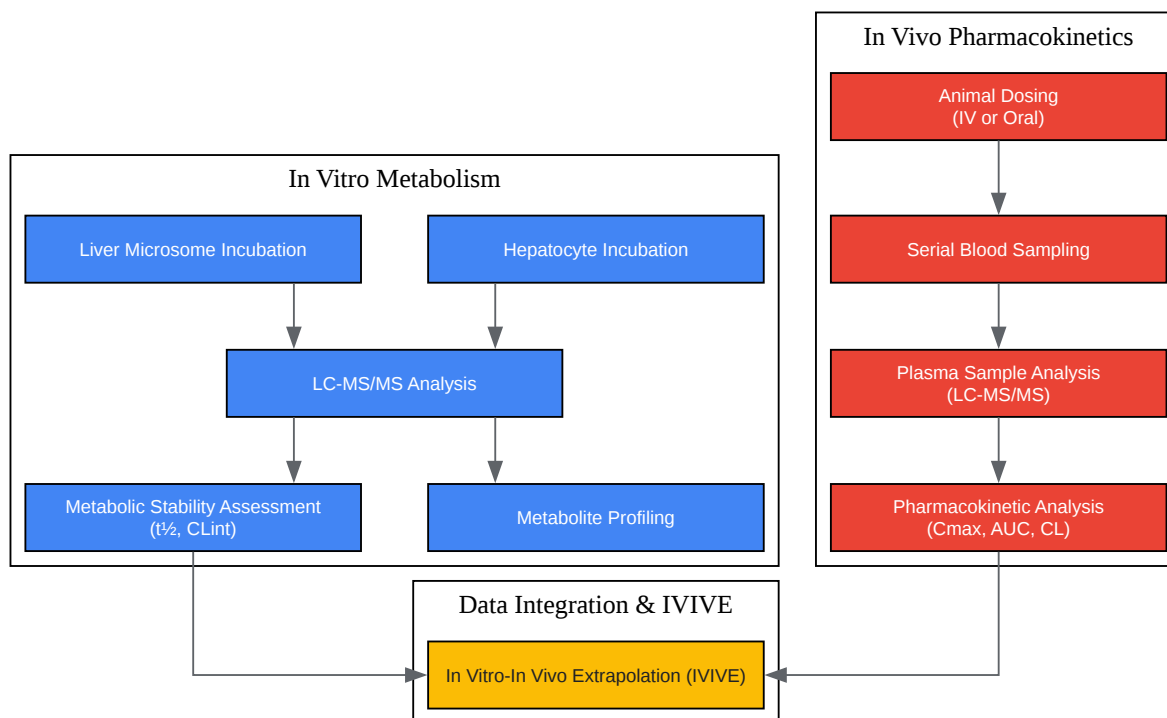 In Vivo Pharmacokinetics
Animal Dosing
(IV or Oral)
Serial Blood Sampling
Plasma Sample Analysis
(LC-MS/MS)
Pharmacokinetic Analysis
(Cmax, AUC, CL)
In Vitro Metabolism
Liver Microsome Incubation
Hepatocyte Incubation
LC-MS/MS Analysis
Metabolic Stability Assessment
(t½, CLint)
Metabolite Profiling
Data Integration & IVIVE
In Vitro-In Vivo Extrapolation (IVIVE)